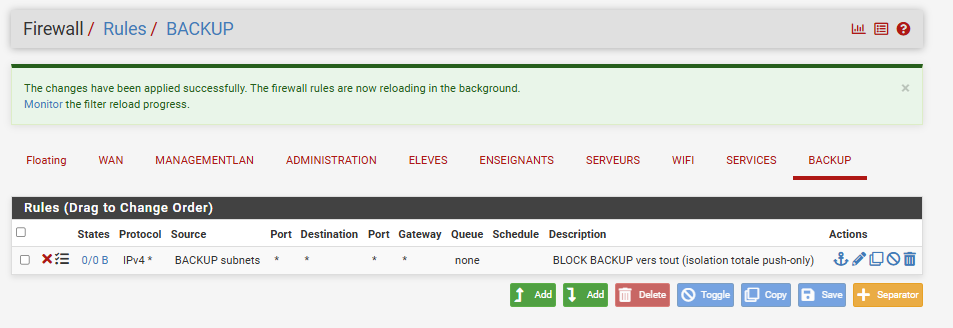 Firewall / Rules / BACKUP
The changes have been applied successfully. The firewall rules are now reloading in the background.
Monitor the filter reload progress.
×
Floating WAN MANAGEMENTLAN ADMINISTRATION ELEVES ENSEIGNANTS SERVEURS WIFI SERVICES BACKUP
Rules (Drag to Change Order)
States Protocol Source Port Destination Port Gateway Queue Schedule Description Actions
0/0 B IPv4 * BACKUP subnets * * * * none BLOCK BACKUP vers tout (isolation totale push-only)
Add Add Delete Toggle Copy Save Separator